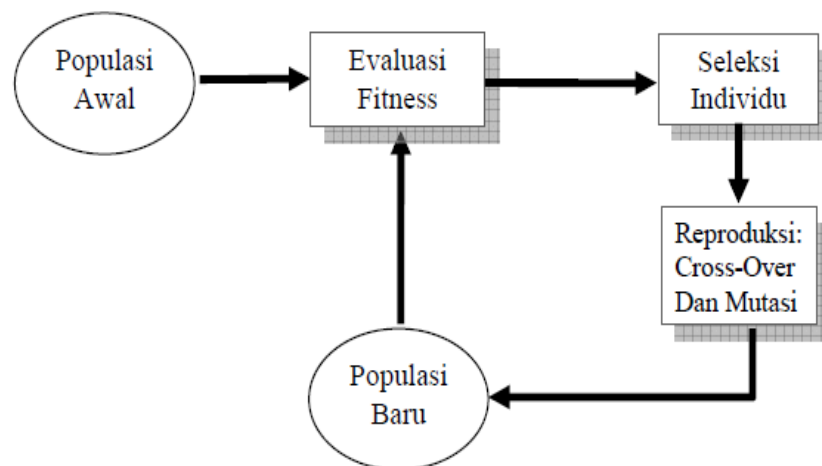 Populasi
Awal
Evaluasi
Fitness
Seleksi
Individu
Reproduksi:
Cross-Over
Dan Mutasi
Populasi
Baru